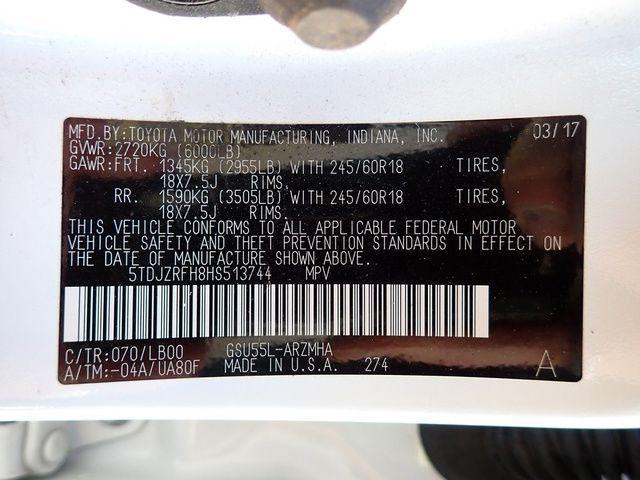 MFD.BY:TOYOTA MOTOR MANUFACTURING, INDIANA, INC. 03/17
GVWR:2720KG (6000LB)
GAWR:FRT. 1345KG (2955LB) WITH 245/60R18 TIRES,
18X7.5J RIMS,
RR. 1590KG (3505LB) WITH 245/60R18 TIRES,
18X7.5J RIMS.
THIS VEHICLE CONFORMS TO ALL APPLICABLE FEDERAL MOTOR
VEHICLE SAFETY AND THEFT PREVENTION STANDARDS IN EFFECT ON
THE DATE OF MANUFACTURE SHOWN ABOVE.
5TDJZRFH8HS513744 MPV
C/TR:070/LB00 GSU55L-ARZMHA
A/TM:-04A/UA80F MADE IN U.S.A. 274 A